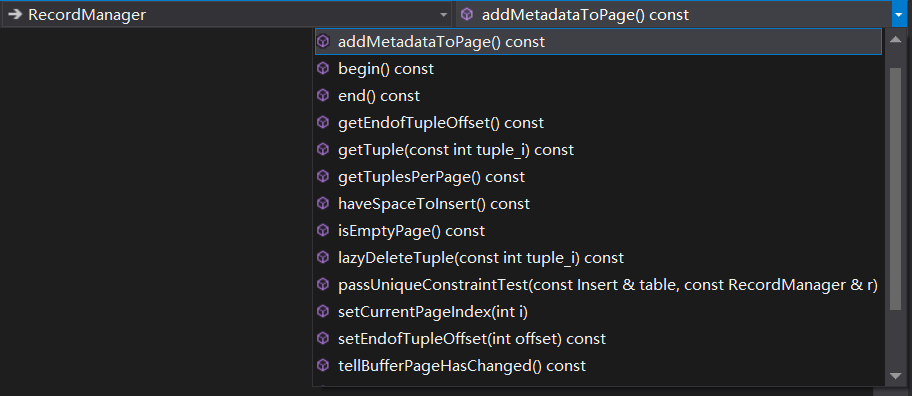 RecordManager
addMetadataToPage() const
addMetadataToPage() const
begin() const
end() const
getEndofTupleOffset() const
getTuple(const int tuple_i) const
getTuplesPerPage() const
haveSpaceToInsert() const
isEmptyPage() const
lazyDeleteTuple(const int tuple_i) const
passUniqueConstraintTest(const Insert & table, const RecordManager & r)
setCurrentPageIndex(int i)
setEndofTupleOffset(int offset) const
tellBufferPageHasChanged() const